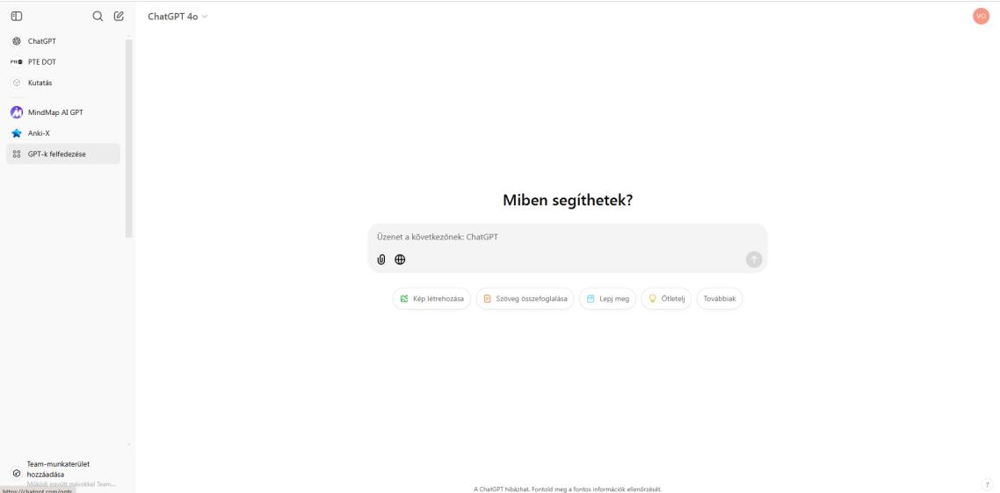 ChatGPT 4o
VO
ChatGPT
PTE DOT
Kutatás
MindMap AI GPT
Anki-X
GPT-k felfedezése
Miben segíthetek?
Üzenet a következőnek: ChatGPT
Kép létrehozása
Szöveg összefoglalása
Lepj meg
Ötletelj
Továbbiak
Team-munkaterület
hozzáadása
Működj együtt másokkal Team...
https://chatgpt.com/gpts
A ChatGPT hibázhat. Fontold meg a fontos információk ellenőrzését.
?